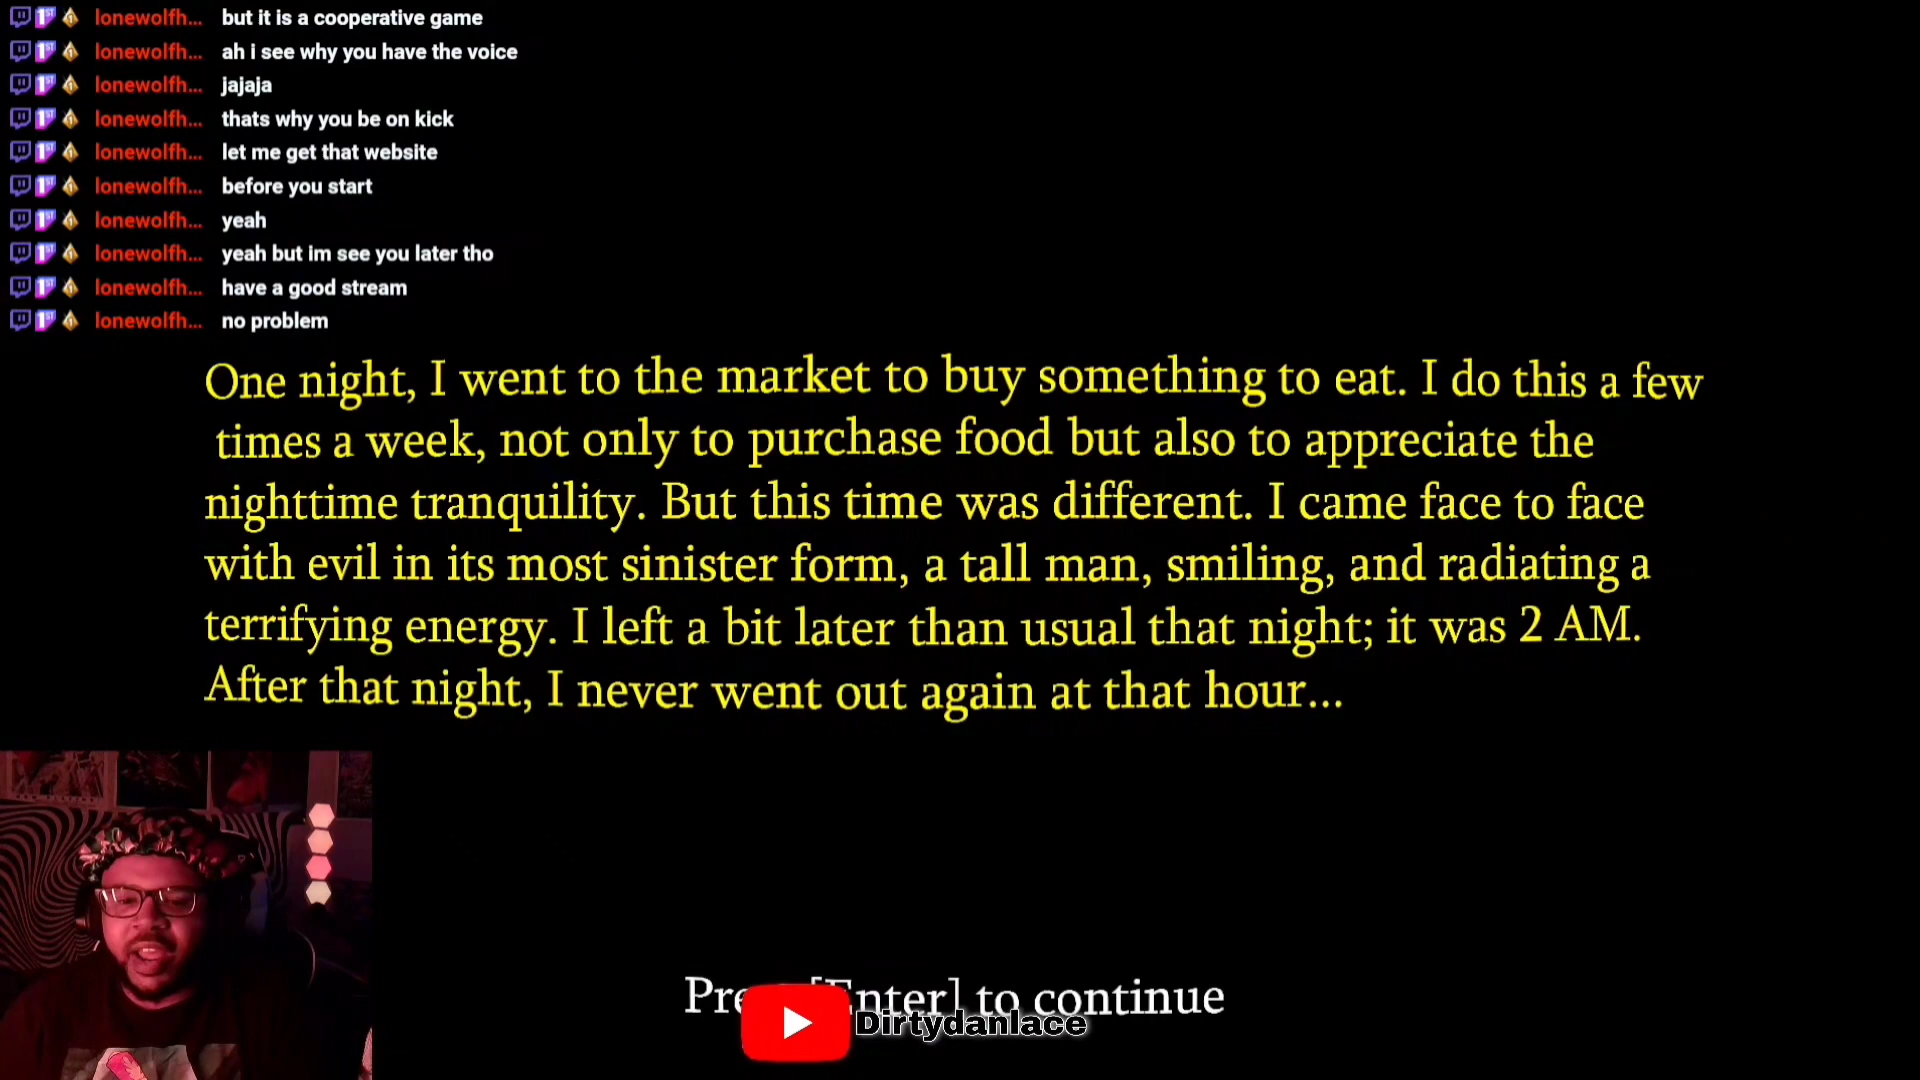 lonewolfh... but it is a cooperative game
lonewolfh... ah i see why you have the voice
lonewolfh... jajaja
lonewolfh... thats why you be on kick
lonewolfh... let me get that website
lonewolfh... before you start
lonewolfh... yeah
lonewolfh... yeah but im see you later tho
lonewolfh... have a good stream
lonewolfh... no problem
One night, I went to the market to buy something to eat. I do this a few
times a week, not only to purchase food but also to appreciate the
nighttime tranquility. But this time was different. I came face to face
with evil in its most sinister form, a tall man, smiling, and radiating a
terrifying energy. I left a bit later than usual that night; it was 2 AM.
After that night, I never went out again at that hour...
[Enter] to continue
Dirtydanlace